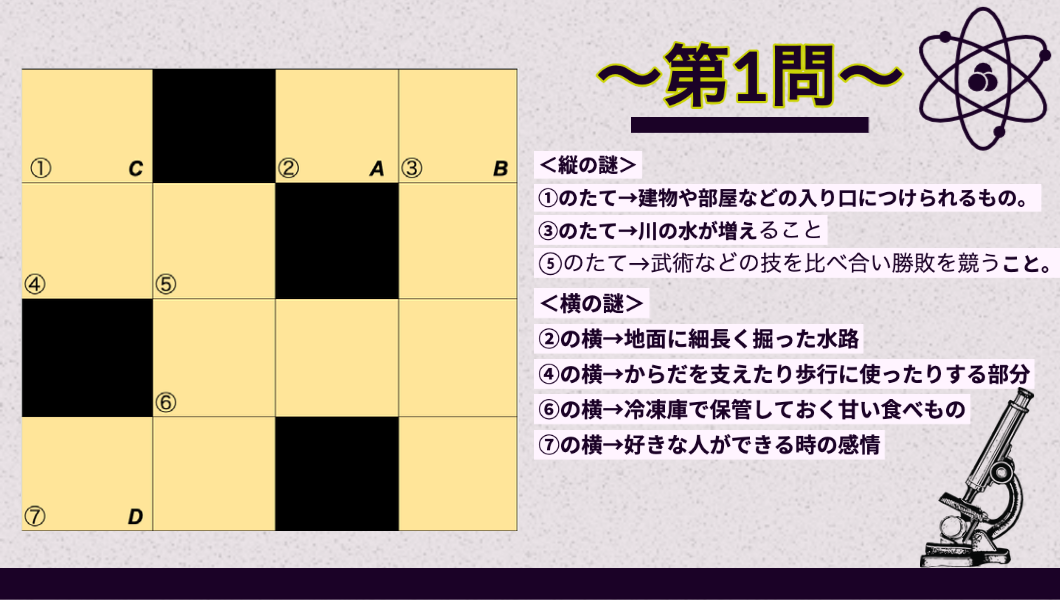 ① C
② A
③ B
④
⑤
⑥
⑦ D
～第1問～
＜縦の謎＞
①のたて→建物や部屋などの入り口につけられるもの。
③のたて→川の水が増えること
⑤のたて→武術などの技を比べ合い勝敗を競うこと。
＜横の謎＞
②の横→地面に細長く掘った水路
④の横→からだを支えたり歩行に使ったりする部分
⑥の横→冷凍庫で保管しておく甘い食べもの
⑦の横→好きな人ができる時の感情